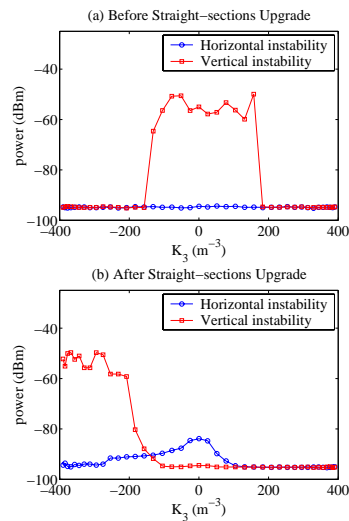 (a) Before Straight−sections Upgrade
Horizontal instability
Vertical instability
−40
−60
−80
−100
power (dBm)
−400
−200
0
200
400
K3 (m−3)
(b) After Straight−sections Upgrade
Horizontal instability
Vertical instability
−40
−60
−80
−100
power (dBm)
−400
−200
0
200
400
K3 (m−3)